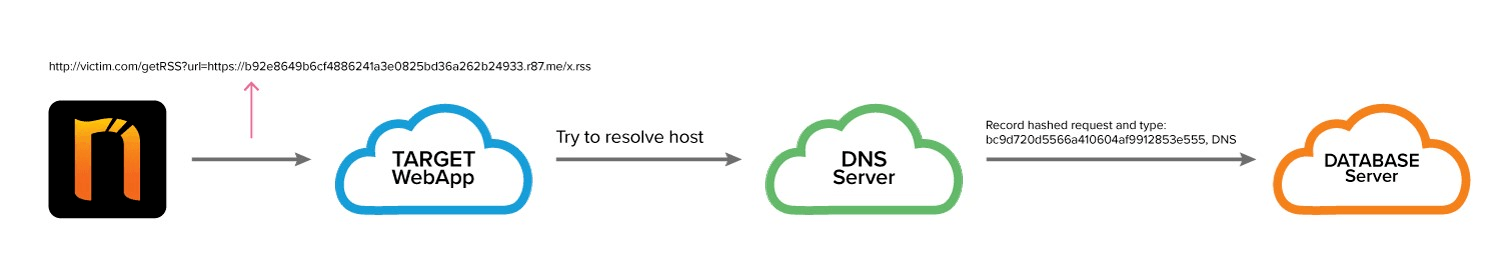 http://victim.com/getRSS?url=https://b92e8649b6cf4886241a3e0825bd36a262b24933.r87.me/x.rss
n
TARGET
WebApp
Try to resolve host
DNS
Server
Record hashed request and type:
bc9d720d5566a410604af9912853e555, DNS
DATABASE
Server